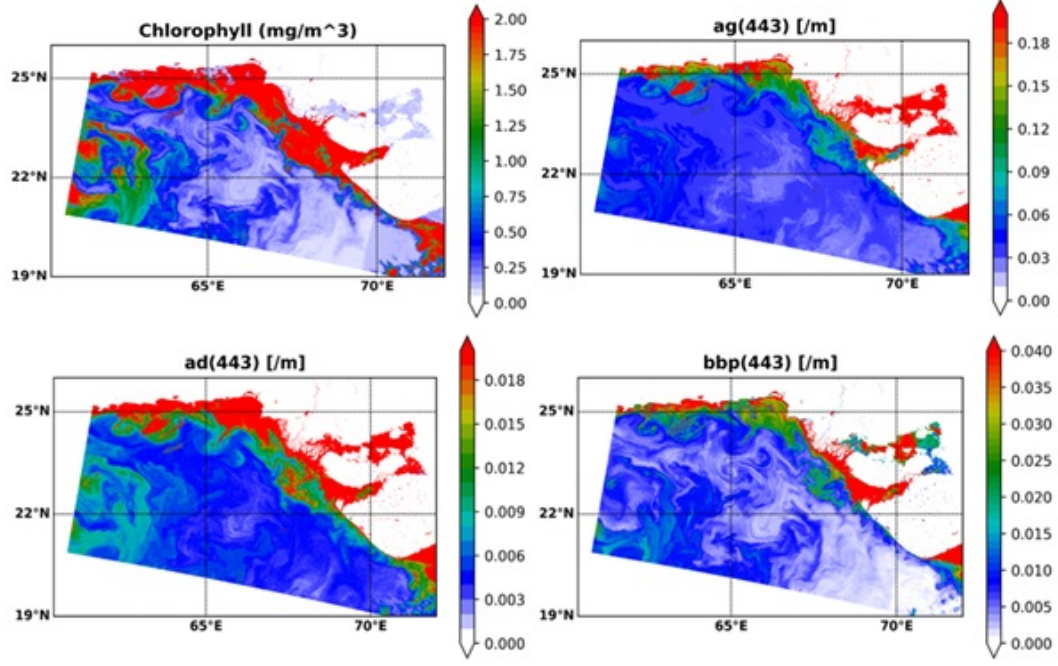 Chlorophyll (mg/m^3)
25°N
22°N
19°N
65°E
70°E
2.00
1.75
1.50
1.25
1.00
0.75
0.50
0.25
0.00
ag(443) [/m]
25°N
22°N
19°N
65°E
70°E
0.18
0.15
0.12
0.09
0.06
0.03
0.00
ad(443) [/m]
25°N
22°N
19°N
65°E
70°E
0.018
0.015
0.012
0.009
0.006
0.003
0.000
bbp(443) [/m]
25°N
22°N
19°N
65°E
70°E
0.040
0.035
0.030
0.025
0.020
0.015
0.010
0.005
0.000